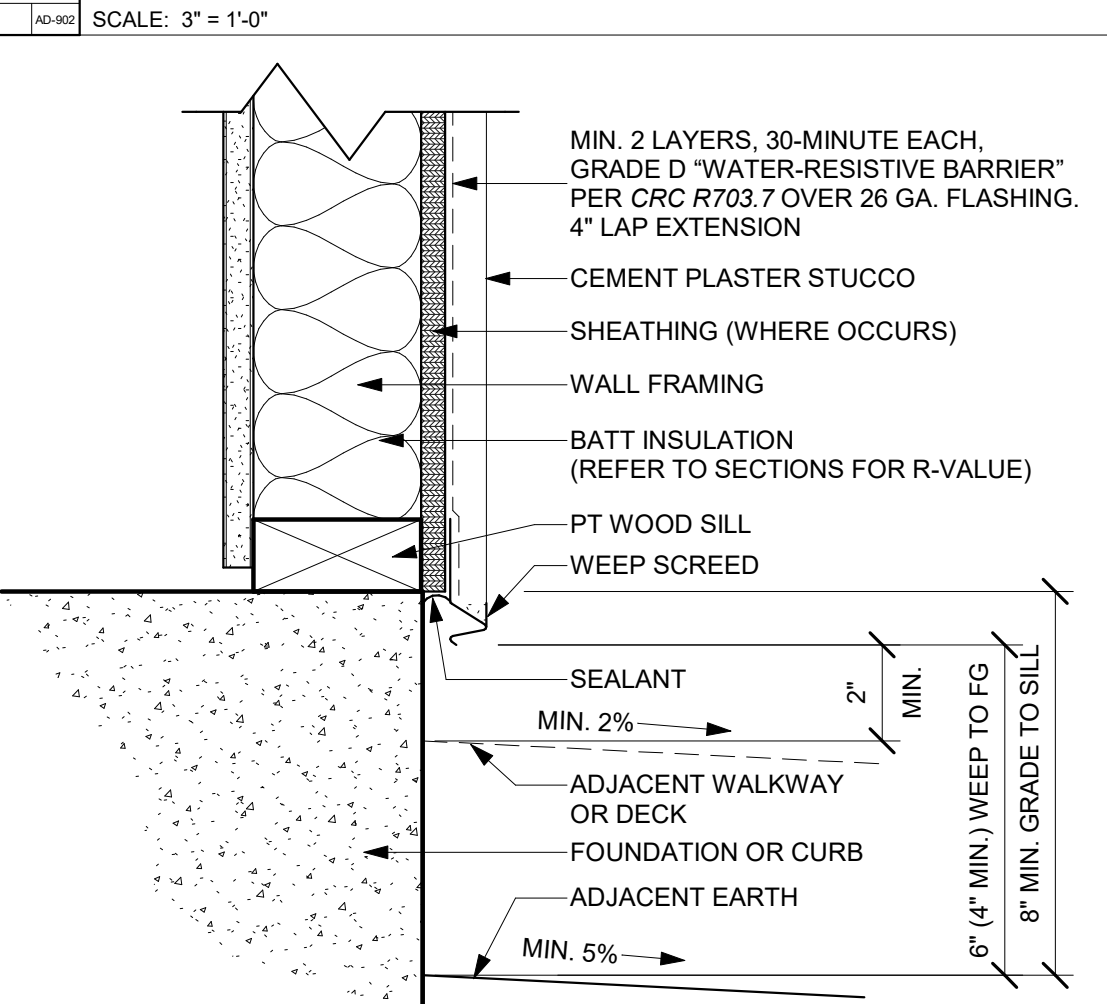 AD-902
SCALE: 3" = 1'-0"
MIN. 2 LAYERS, 30-MINUTE EACH,
GRADE D “WATER-RESISTIVE BARRIER”
PER CRC R703.7 OVER 26 GA. FLASHING.
4" LAP EXTENSION
CEMENT PLASTER STUCCO
SHEATHING (WHERE OCCURS)
WALL FRAMING
BATT INSULATION
(REFER TO SECTIONS FOR R-VALUE)
PT WOOD SILL
WEEP SCREED
SEALANT
MIN. 2%
ADJACENT WALKWAY
OR DECK
FOUNDATION OR CURB
ADJACENT EARTH
MIN. 5%
2"
MIN.
6" (4" MIN.) WEEP TO FG
8" MIN. GRADE TO SILL